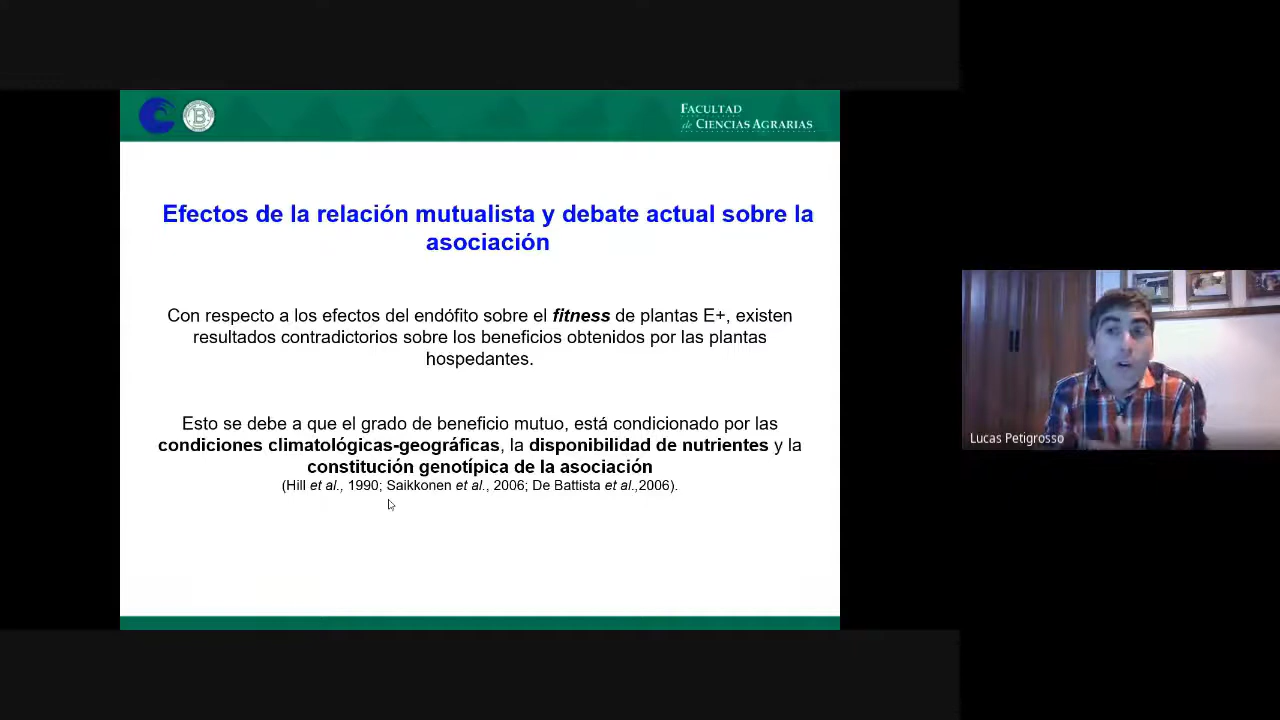 FACULTAD
de CIENCIAS AGRARIAS
B
Efectos de la relación mutualista y debate actual sobre la
asociación
Con respecto a los efectos del endófito sobre el fitness de plantas E+, existen
resultados contradictorios sobre los beneficios obtenidos por las plantas
hospedantes.
Esto se debe a que el grado de beneficio mutuo, está condicionado por las
condiciones climatológicas-geográficas, la disponibilidad de nutrientes y la
constitución genotípica de la asociación
(Hill et al., 1990; Saikkonen et al., 2006; De Battista et al.,2006).
Lucas Petigrosso